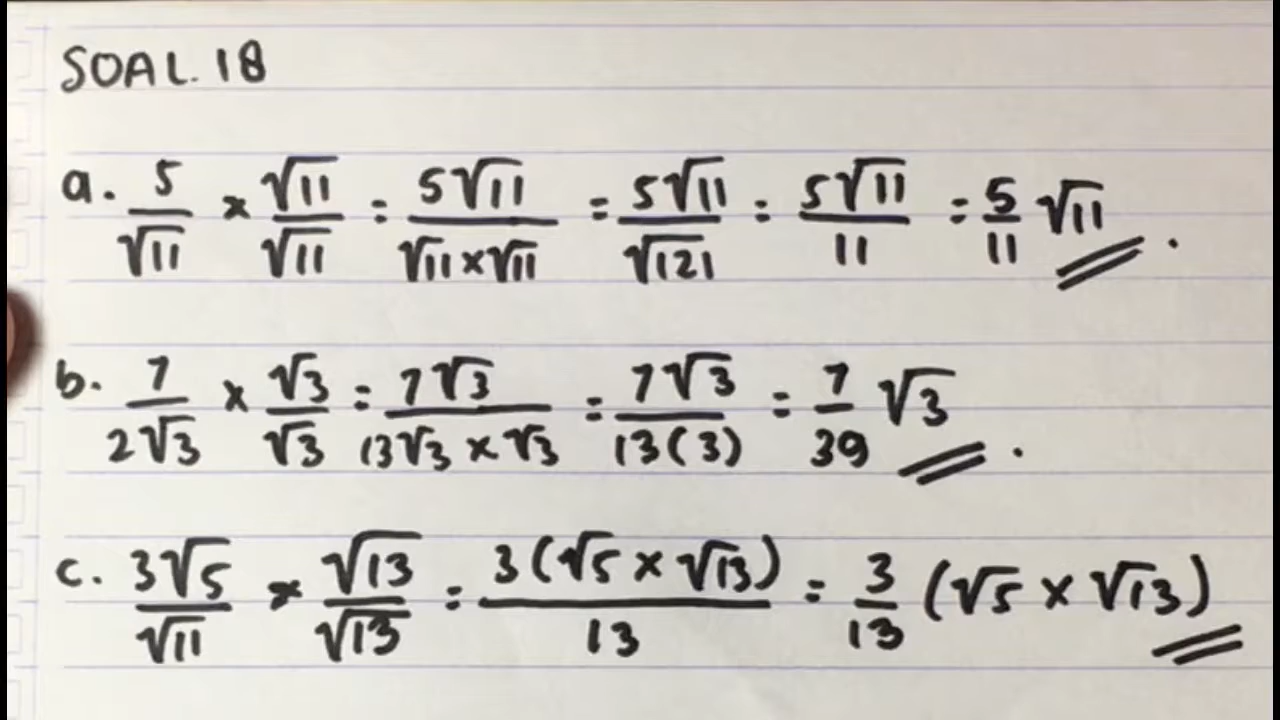 SOAL. 18
a. 5/√11 × √11/√11 = 5√11/(√11×√11) = 5√11/√121 = 5√11/11 = 5/11 √11.
b. 7/(2√3) × √3/√3 = 7√3/(13√3 × √3) = 7√3/(13(3)) = 7/39 √3.
c. 3√5/√11 × √13/√13 = 3(√5 × √13)/13 = 3/13 (√5 × √13)